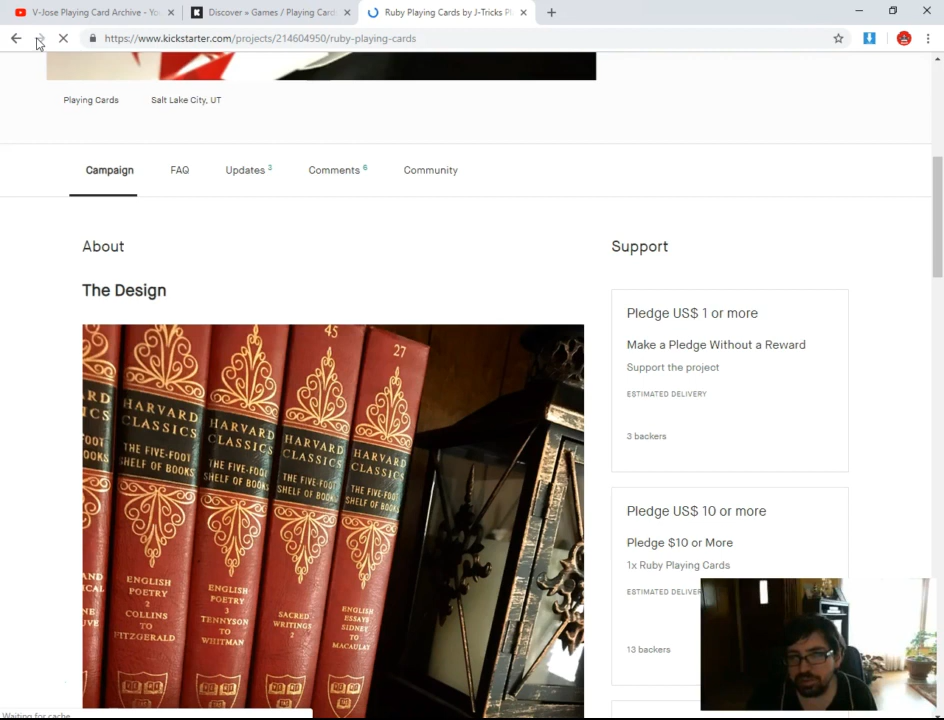 V-Jose Playing Card Archive - Yo
Discover » Games / Playing Card
Ruby Playing Cards by J-Tricks Pl
https://www.kickstarter.com/projects/214604950/ruby-playing-cards
Playing Cards
Salt Lake City, UT
Campaign
FAQ
Updates 3
Comments 6
Community
About
Support
The Design
Pledge US$ 1 or more
Make a Pledge Without a Reward
Support the project
ESTIMATED DELIVERY
3 backers
Pledge US$ 10 or more
Pledge $10 or More
1x Ruby Playing Cards
ESTIMATED DELIVER
13 backers
45
27
HARVARD
CLASSICS
THE FIVE-FOOT
SHELF OF BOOKS
ENGLISH
POETRY
2
COLLINS
TO
FITZGERALD
HARVARD
CLASSICS
THE FIVE-FOOT
SHELF OF BOOKS
ENGLISH
POETRY
3
TENNYSON
TO
WHITMAN
HARVARD
CLASSICS
THE FIVE-FOOT
SHELF OF BOOKS
SACRED
WRITINGS
2
HARVARD
CLASSICS
THE FIVE-FOOT
SHELF OF BOOKS
ENGLISH
ESSAYS
SIDNEY
TO
MACAULAY
Waiting for cache